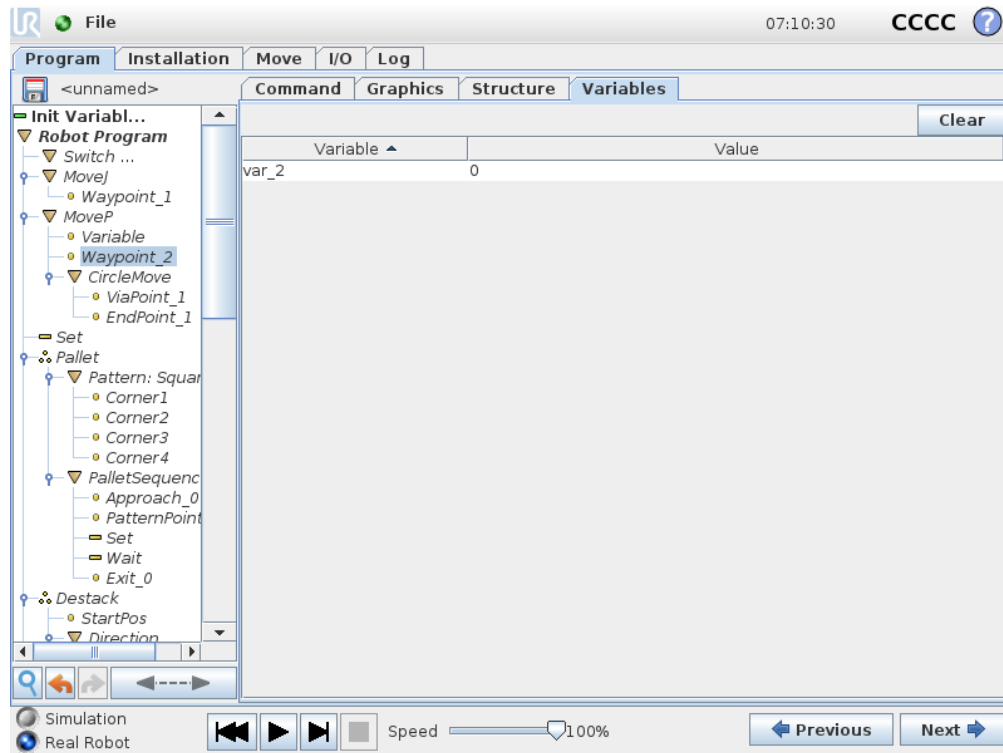 UR File 07:10:30 CCCC ?
Program Installation Move I/O Log
<unnamed> Command Graphics Structure Variables
Clear
Init Variabl...
Variable Value
Robot Program
var_2 0
Switch ...
MoveJ
Waypoint_1
MoveP
Variable
Waypoint_2
CircleMove
ViaPoint_1
EndPoint_1
Set
Pallet
Pattern: Squar
Corner1
Corner2
Corner3
Corner4
PalletSequenc
Approach_0
PatternPoint
Set
Wait
Exit_0
Destack
StartPos
Direction
Simulation
Real Robot
Speed 100%
Previous Next